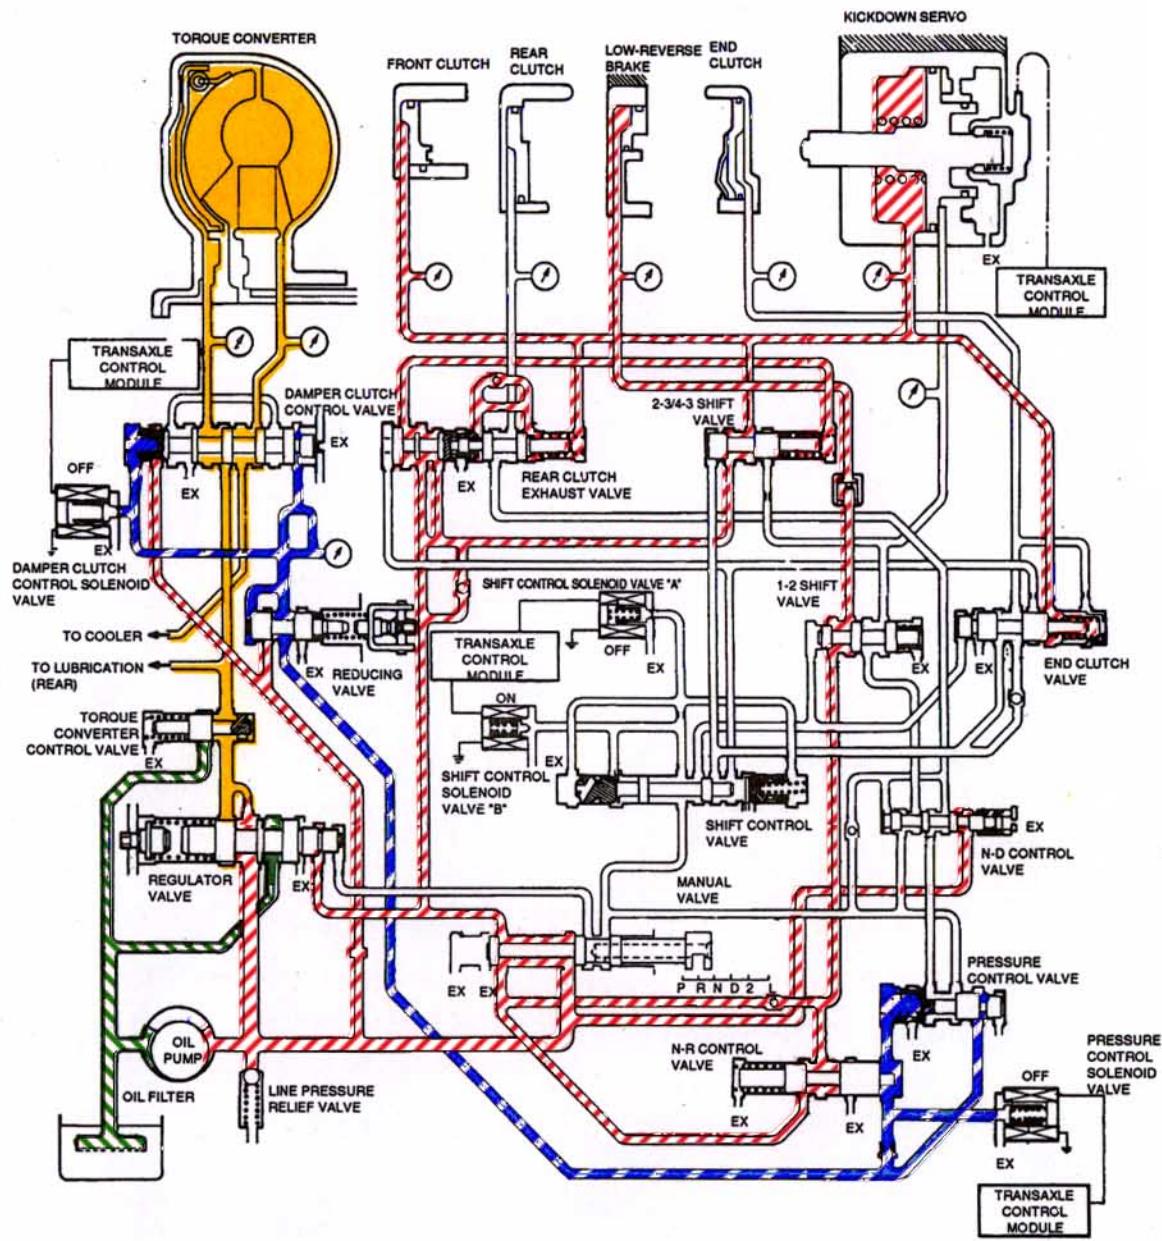 KICKDOWN SERVO
TORQUE CONVERTER
FRONT CLUTCH
REAR
CLUTCH
LOW-REVERSE
BRAKE
END
CLUTCH
EX
TRANSAXLE
CONTROL
MODULE
TRANSAXLE
CONTROL
MODULE
DAMPER CLUTCH
CONTROL VALVE
EX
2-3/4-3 SHIFT
VALVE
OFF
EX
EX
REAR CLUTCH
EXHAUST VALVE
EX
DAMPER CLUTCH
CONTROL SOLENOID
VALVE
SHIFT CONTROL SOLENOID VALVE "A"
1-2 SHIFT
VALVE
TO COOLER
TRANSAXLE
CONTROL
MODULE
OFF
EX
EX
EX
EX
REDUCING
VALVE
END CLUTCH
VALVE
TO LUBRICATION
(REAR)
ON
TORQUE
CONVERTER
CONTROL VALVE
EX
EX
SHIFT CONTROL
SOLENOID
VALVE "B"
SHIFT CONTROL
VALVE
EX
N-D CONTROL
VALVE
REGULATOR
VALVE
EX
MANUAL
VALVE
EX
EX
P R N D 2 L
PRESSURE
CONTROL VALVE
OIL
PUMP
N-R CONTROL
VALVE
EX
PRESSURE
CONTROL
SOLENOID
VALVE
OFF
OIL FILTER
LINE PRESSURE
RELIEF VALVE
EX
EX
EX
TRANSAXLE
CONTROL
MODULE